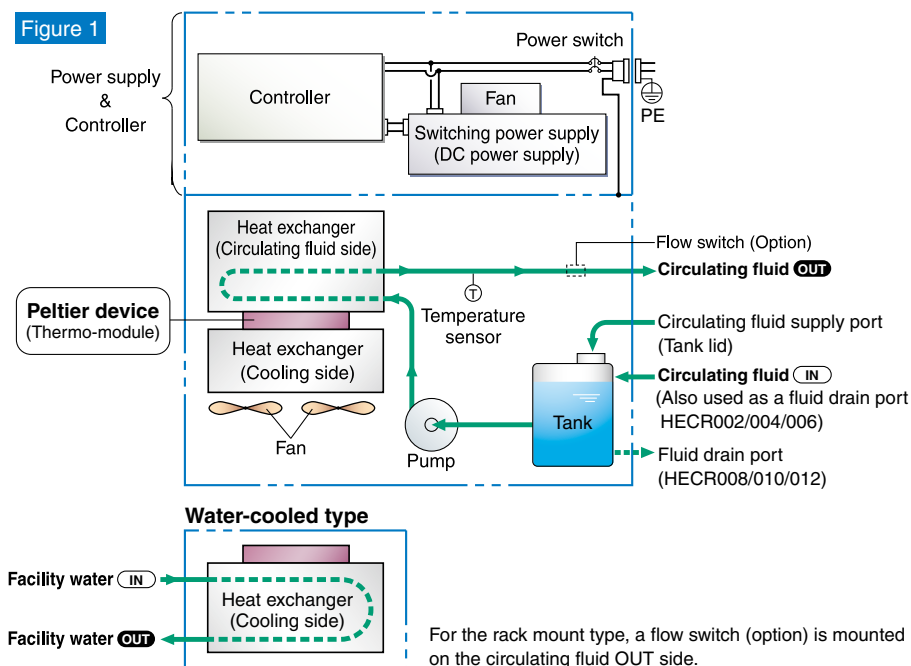 Figure 1
Power supply
&
Controller
Controller
Fan
Switching power supply
(DC power supply)
Power switch
PE
Heat exchanger
(Circulating fluid side)
Peltier device
(Thermo-module)
Heat exchanger
(Cooling side)
Fan
T
Temperature
sensor
Pump
Tank
Flow switch (Option)
Circulating fluid OUT
Circulating fluid supply port
(Tank lid)
Circulating fluid IN
(Also used as a fluid drain port
HECR002/004/006)
Fluid drain port
(HECR008/010/012)
Water-cooled type
Facility water IN
Facility water OUT
Heat exchanger
(Cooling side)
For the rack mount type, a flow switch (option) is mounted
on the circulating fluid OUT side.